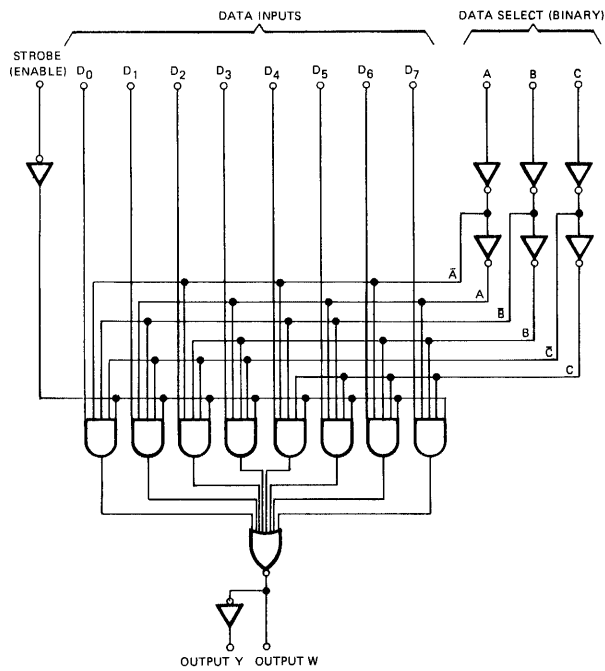 DATA INPUTS
DATA SELECT (BINARY)
STROBE
(ENABLE)
D0 D1 D2 D3 D4 D5 D6 D7
A B C
A̅
A
B̅
B
C̅
C
OUTPUT Y OUTPUT W